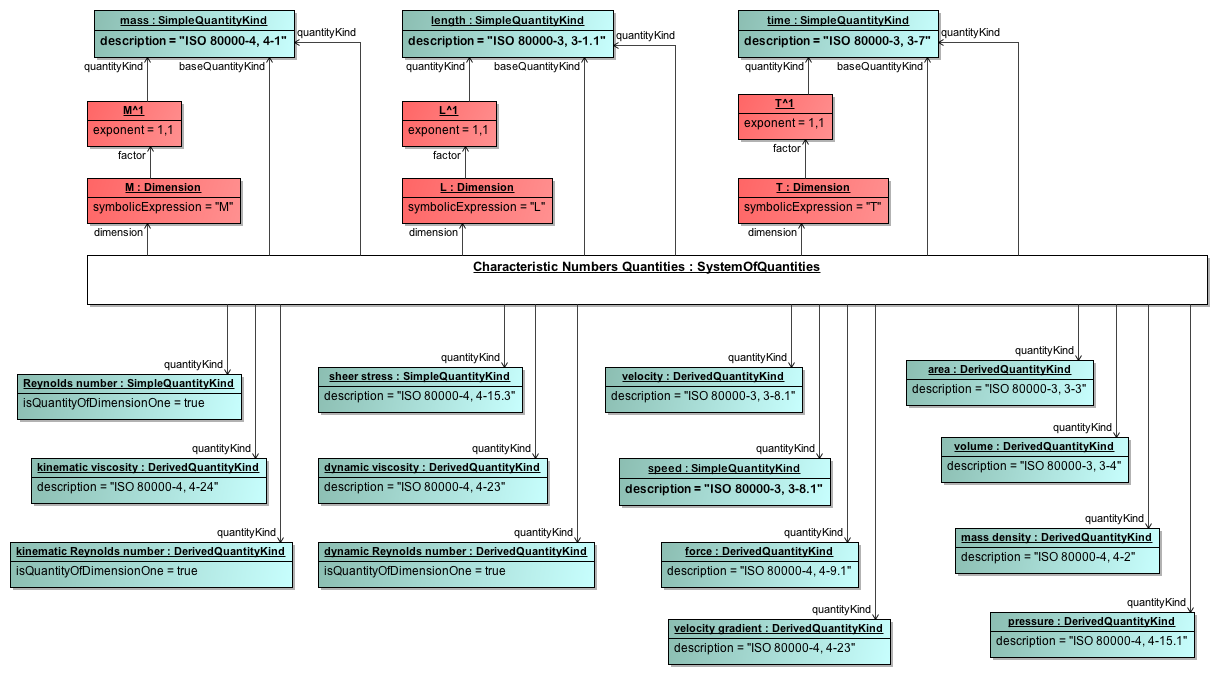 mass : SimpleQuantityKind
description = "ISO 80000-4, 4-1"
quantityKind
quantityKind
baseQuantityKind
length : SimpleQuantityKind
description = "ISO 80000-3, 3-1.1"
quantityKind
quantityKind
baseQuantityKind
time : SimpleQuantityKind
description = "ISO 80000-3, 3-7"
quantityKind
quantityKind
baseQuantityKind
M^1
exponent = 1,1
factor
L^1
exponent = 1,1
factor
T^1
exponent = 1,1
factor
M : Dimension
symbolicExpression = "M"
dimension
L : Dimension
symbolicExpression = "L"
dimension
T : Dimension
symbolicExpression = "T"
dimension
Characteristic Numbers Quantities : SystemOfQuantities
quantityKind
Reynolds number : SimpleQuantityKind
isQuantityOfDimensionOne = true
quantityKind
kinematic viscosity : DerivedQuantityKind
description = "ISO 80000-4, 4-24"
quantityKind
kinematic Reynolds number : DerivedQuantityKind
isQuantityOfDimensionOne = true
quantityKind
sheer stress : SimpleQuantityKind
description = "ISO 80000-4, 4-15.3"
quantityKind
dynamic viscosity : DerivedQuantityKind
description = "ISO 80000-4, 4-23"
quantityKind
dynamic Reynolds number : DerivedQuantityKind
isQuantityOfDimensionOne = true
quantityKind
velocity : DerivedQuantityKind
description = "ISO 80000-3, 3-8.1"
quantityKind
speed : SimpleQuantityKind
description = "ISO 80000-3, 3-8.1"
quantityKind
force : DerivedQuantityKind
description = "ISO 80000-4, 4-9.1"
quantityKind
velocity gradient : DerivedQuantityKind
description = "ISO 80000-4, 4-23"
quantityKind
area : DerivedQuantityKind
description = "ISO 80000-3, 3-3"
quantityKind
volume : DerivedQuantityKind
description = "ISO 80000-3, 3-4"
quantityKind
mass density : DerivedQuantityKind
description = "ISO 80000-4, 4-2"
quantityKind
pressure : DerivedQuantityKind
description = "ISO 80000-4, 4-15.1"